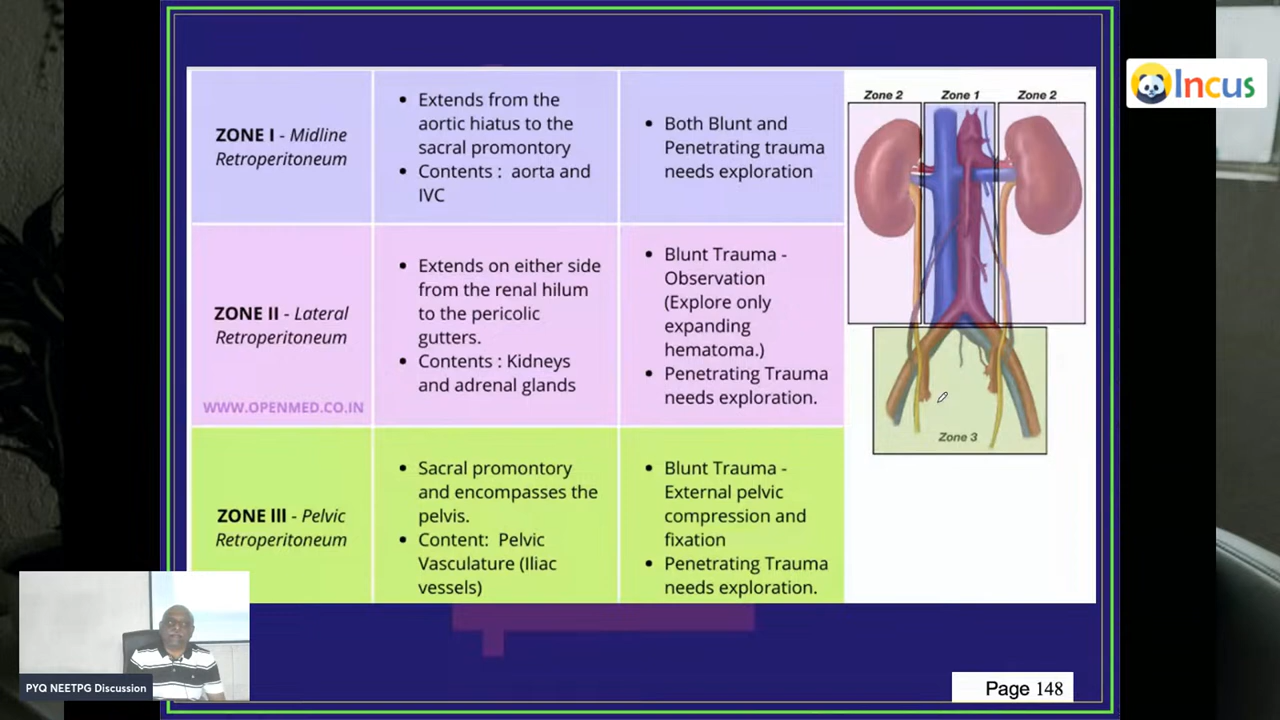 Incus
Zone 2
Zone 1
Zone 2
ZONE I - Midline
Retroperitoneum
• Extends from the
aortic hiatus to the
sacral promontory
• Contents : aorta and
IVC
• Both Blunt and
Penetrating trauma
needs exploration
ZONE II - Lateral
Retroperitoneum
WWW.OPENMED.CO.IN
• Extends on either side
from the renal hilum
to the pericolic
gutters.
• Contents : Kidneys
and adrenal glands
• Blunt Trauma -
Observation
(Explore only
expanding
hematoma.)
• Penetrating Trauma
needs exploration.
Zone 3
ZONE lll - Pelvic
Retroperitoneum
• Sacral promontory
and encompasses the
pelvis.
• Content: Pelvic
Vasculature (Iliac
vessels)
• Blunt Trauma -
External pelvic
compression and
fixation
• Penetrating Trauma
needs exploration.
PYQ NEETPG Discussion
Page 148